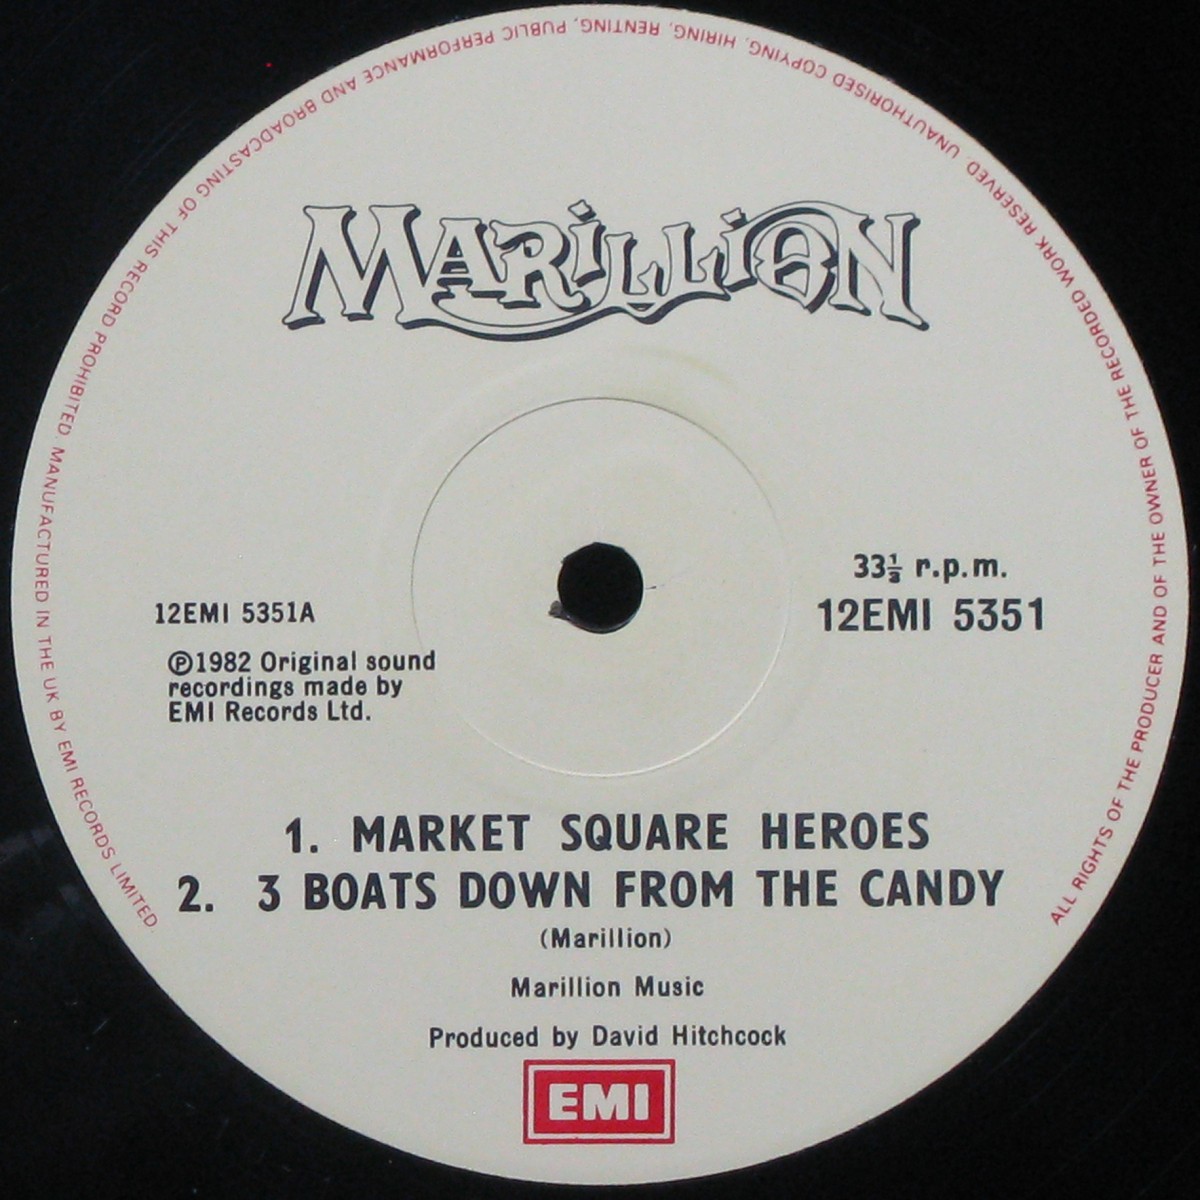 MARILLION
33⅓ r.p.m.
12EMI 5351
12EMI 5351A
℗1982 Original sound
recordings made by
EMI Records Ltd.
1. MARKET SQUARE HEROES
2. 3 BOATS DOWN FROM THE CANDY
(Marillion)
Marillion Music
Produced by David Hitchcock
EMI
ALL RIGHTS OF THE PRODUCER AND OF THE OWNER OF THE RECORDED WORK RESERVED. UNAUTHORISED COPYING, HIRING, RENTING, PUBLIC PERFORMANCE AND BROADCASTING OF THIS RECORD PROHIBITED. MANUFACTURED IN THE UK BY EMI RECORDS LIMITED.